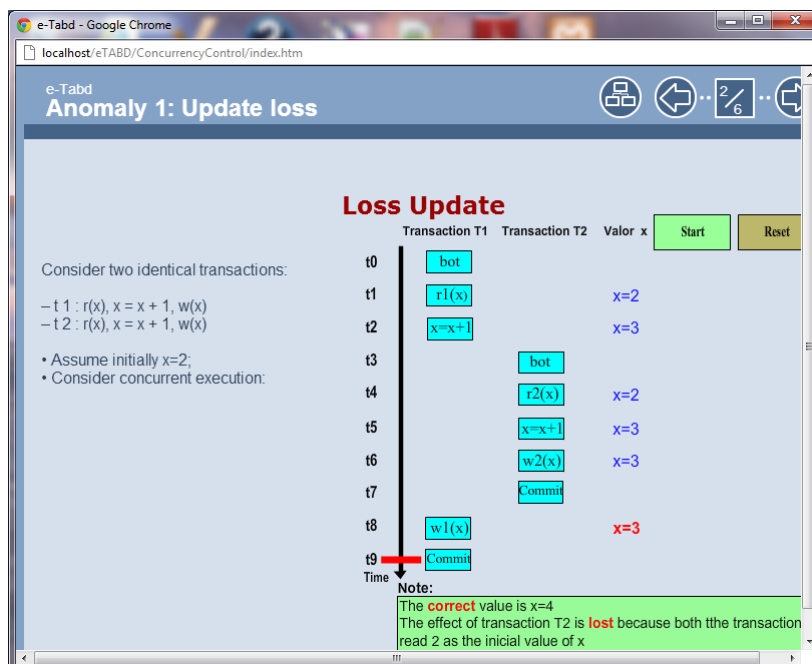 e-Tabd - Google Chrome
localhost/eTABD/ConcurrencyControl/index.htm
e-Tabd
Anomaly 1: Update loss
2/6
Loss Update
Transaction T1 Transaction T2 Valor x Start Reset
Consider two identical transactions:
– t 1 : r(x), x = x + 1, w(x)
– t 2 : r(x), x = x + 1, w(x)
• Assume initially x=2;
• Consider concurrent execution:
t0 bot
t1 r1(x) x=2
t2 x=x+1 x=3
t3 bot
t4 r2(x) x=2
t5 x=x+1 x=3
t6 w2(x) x=3
t7 Commit
t8 w1(x) x=3
t9 Commit
Time
Note:
The correct value is x=4
The effect of transaction T2 is lost because both tthe transaction
read 2 as the inicial value of x